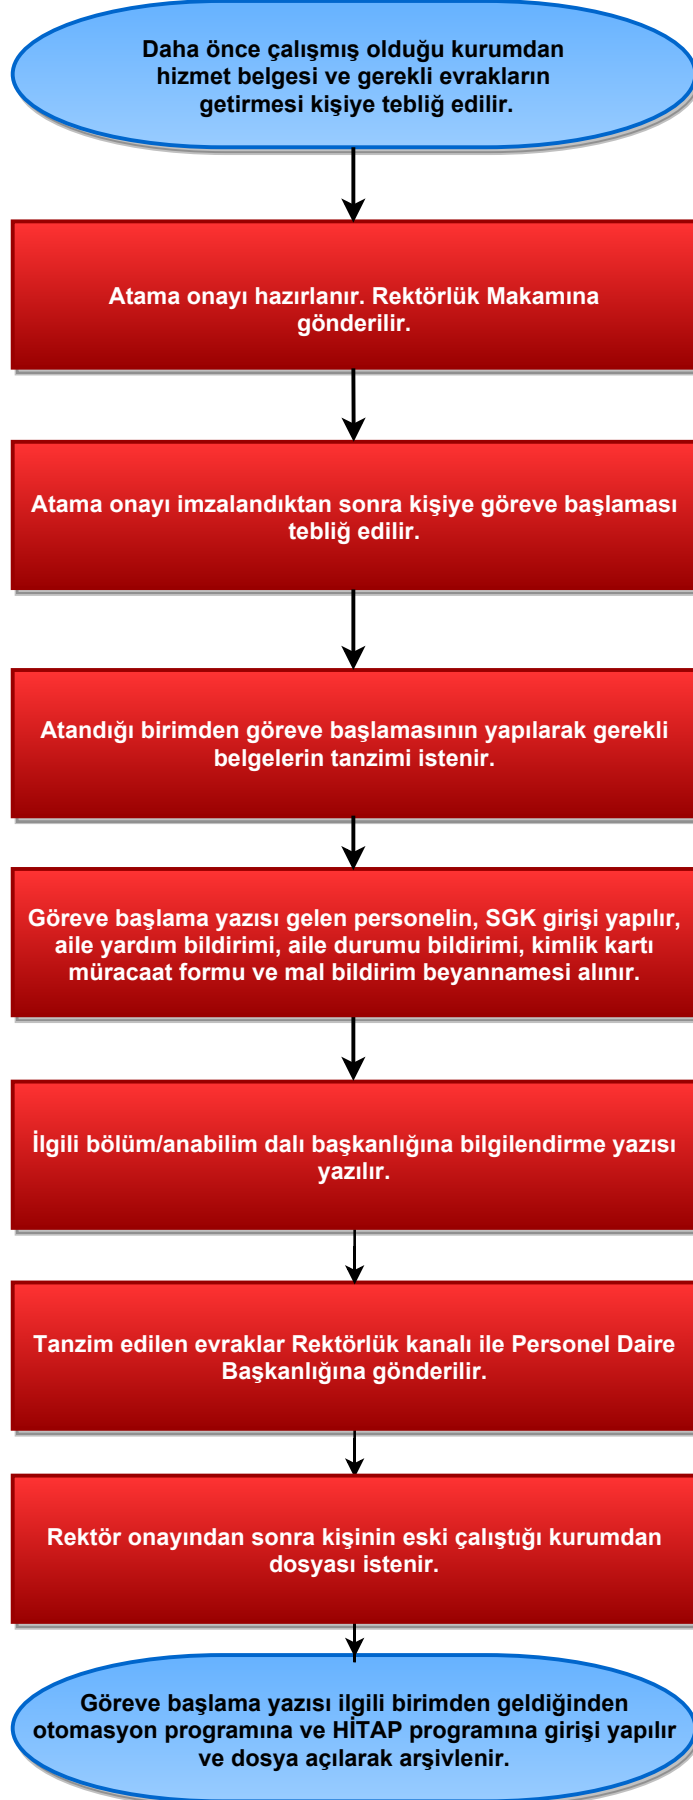 Daha önce çalışmış olduğu kurumdan
hizmet belgesi ve gerekli evrakların
getirmesi kişiye tebliğ edilir.
Atama onayı hazırlanır. Rektörlük Makamına
gönderilir.
Atama onayı imzalandıktan sonra kişiye göreve başlaması
tebliğ edilir.
Atandığı birimden göreve başlamasının yapılarak gerekli
belgelerin tanzimi istenir.
Göreve başlama yazısı gelen personelin, SGK girişi yapılır,
aile yardım bildirimi, aile durumu bildirimi, kimlik kartı
müracaat formu ve mal bildirim beyannamesi alınır.
İlgili bölüm/anabilim dalı başkanlığına bilgilendirme yazısı
yazılır.
Tanzim edilen evraklar Rektörlük kanalı ile Personel Daire
Başkanlığına gönderilir.
Rektör onayından sonra kişinin eski çalıştığı kurumdan
dosyası istenir.
Göreve başlama yazısı ilgili birimden geldiğinden
otomasyon programına ve HİTAP programına girişi yapılır
ve dosya açılarak arşivlenir.